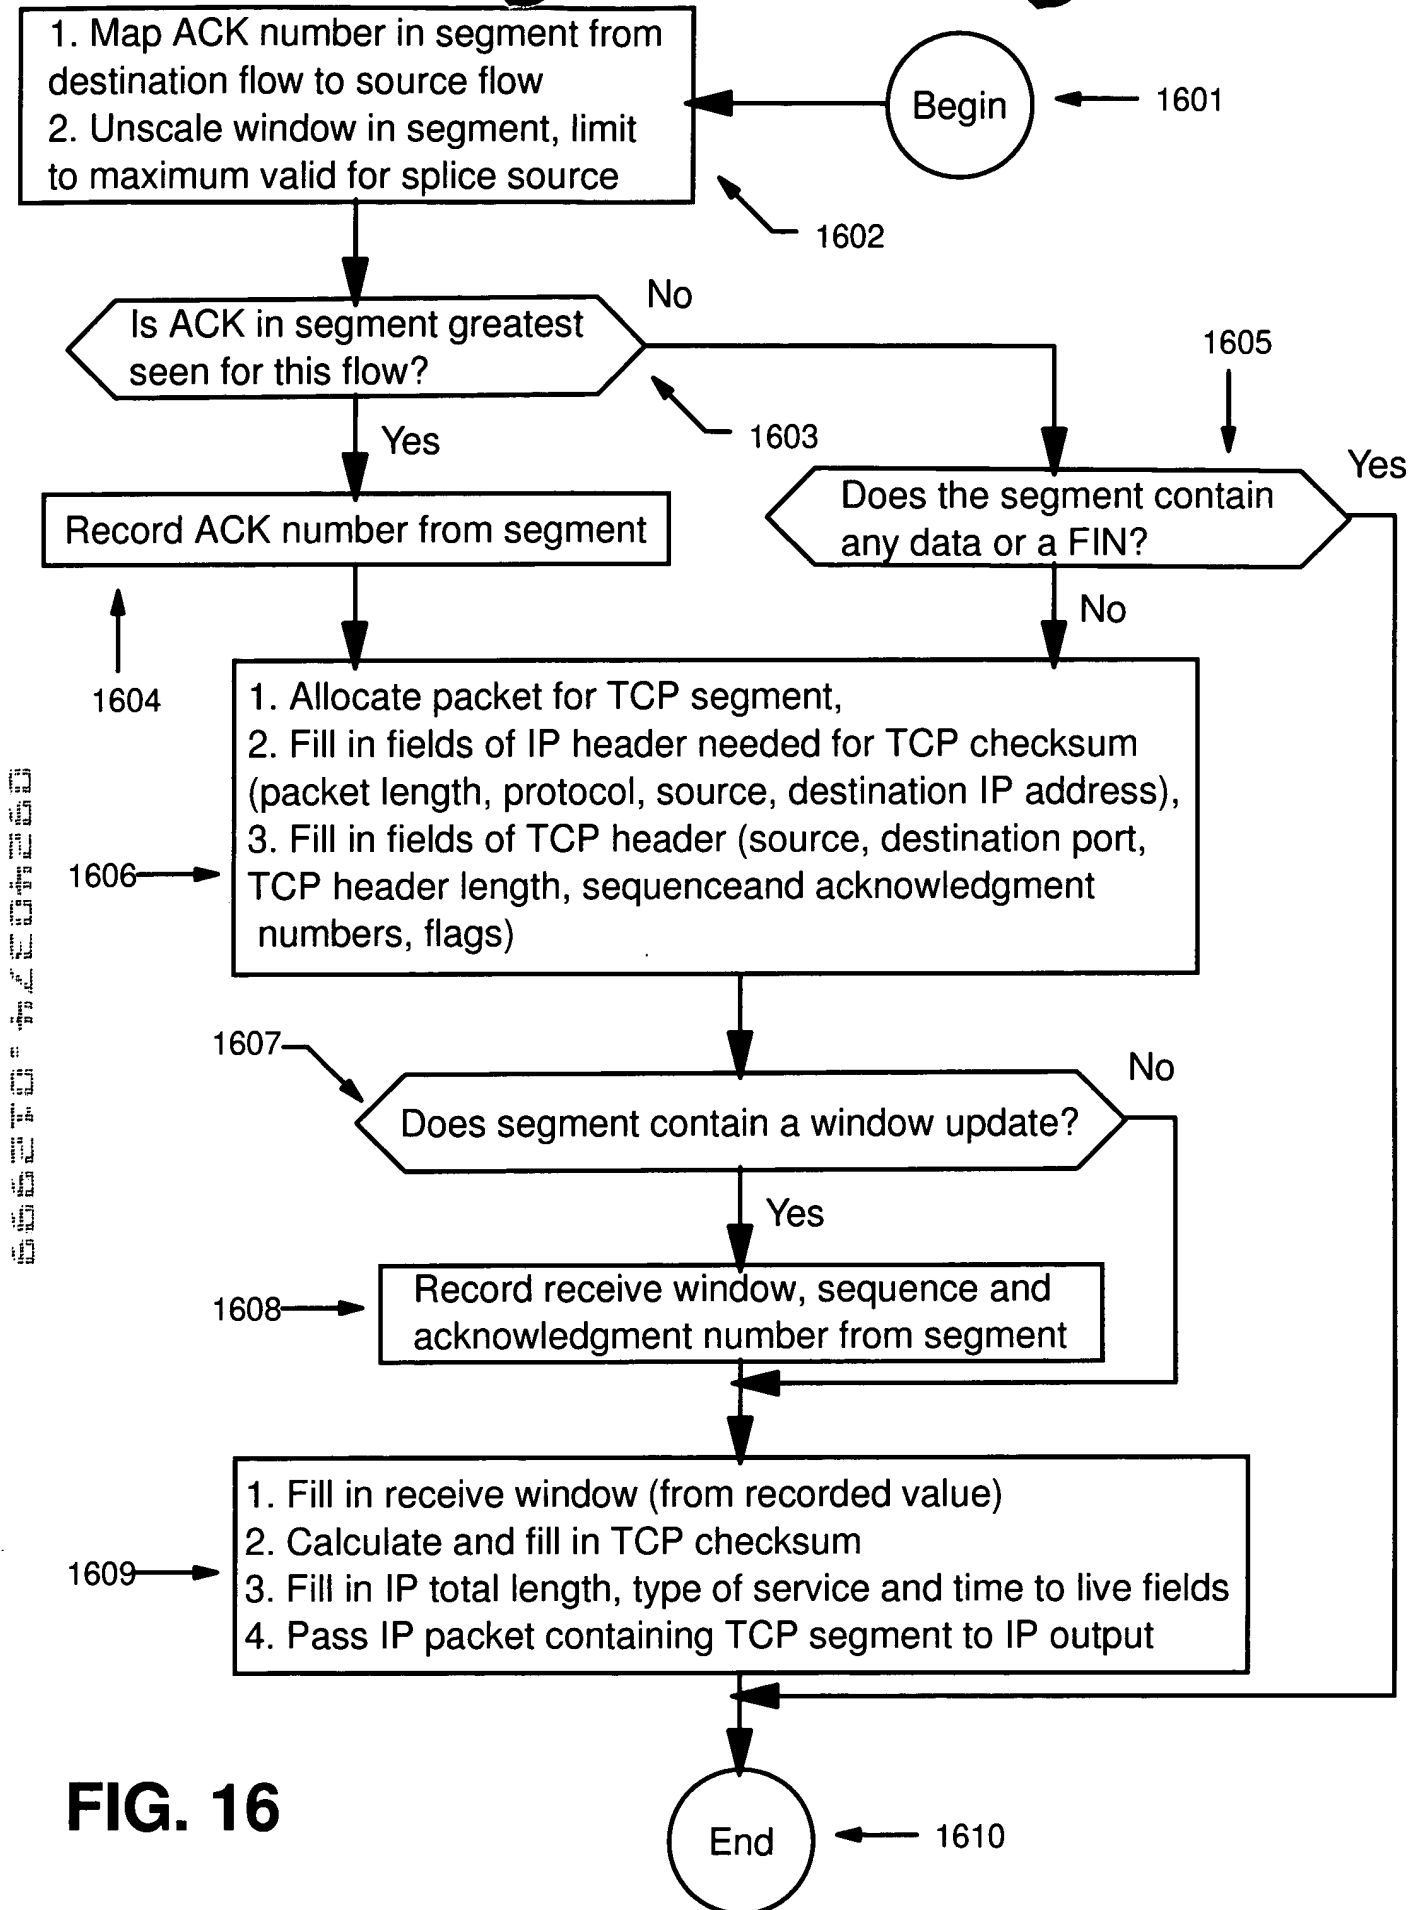 1. Map ACK number in segment from
destination flow to source flow
2. Unscale window in segment, limit
to maximum valid for splice source
Begin
1601
1602
Is ACK in segment greatest
seen for this flow?
No
1603
1605
Yes
Record ACK number from segment
1604
Does the segment contain
any data or a FIN?
Yes
No
1. Allocate packet for TCP segment,
2. Fill in fields of IP header needed for TCP checksum
(packet length, protocol, source, destination IP address),
3. Fill in fields of TCP header (source, destination port,
TCP header length, sequenceand acknowledgment
numbers, flags)
1606
1607
Does segment contain a window update?
No
Yes
1608
Record receive window, sequence and
acknowledgment number from segment
1609
1. Fill in receive window (from recorded value)
2. Calculate and fill in TCP checksum
3. Fill in IP total length, type of service and time to live fields
4. Pass IP packet containing TCP segment to IP output
FIG. 16
End
1610